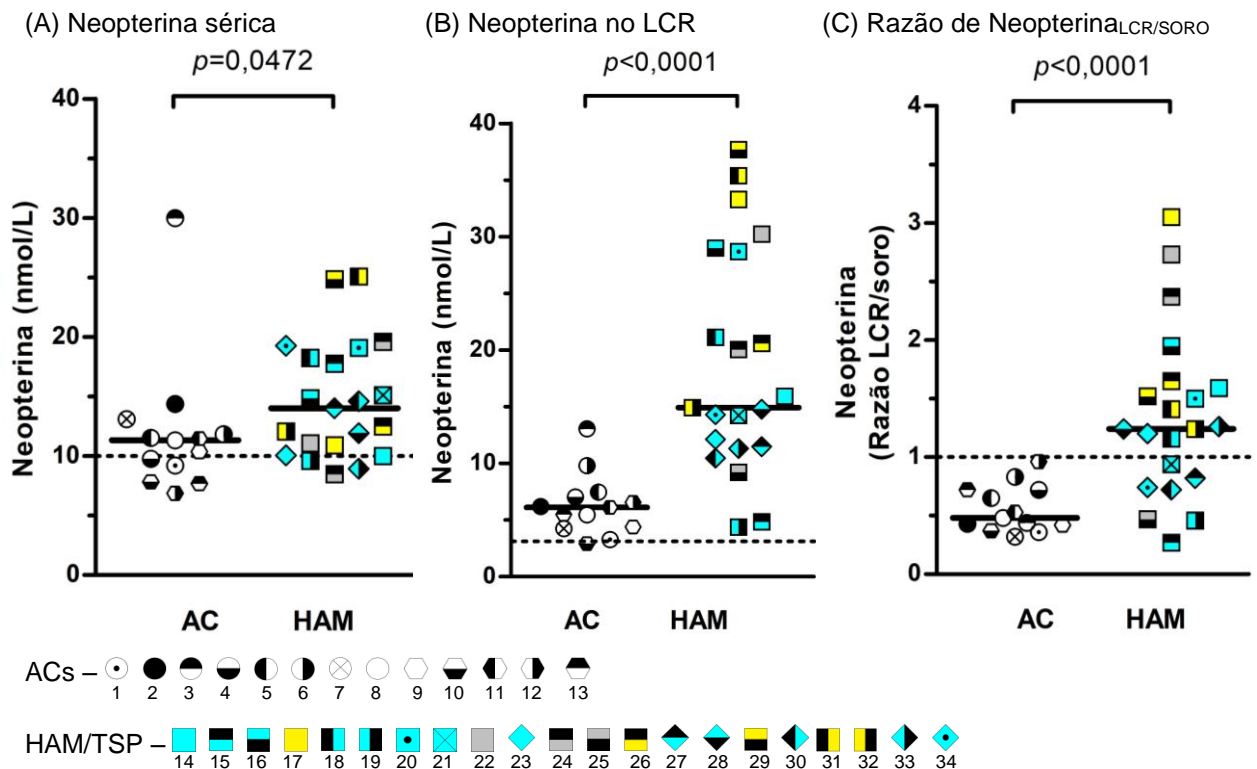 (A) Neopterina sérica
(B) Neopterina no LCR
(C) Razão de NeopterinaLCR/SORO
p=0,0472
p<0,0001
p<0,0001
Neopterina (nmol/L)
40
30
20
10
0
AC HAM
Neopterina (nmol/L)
40
30
20
10
0
AC HAM
Neopterina
(Razão LCR/soro)
4
3
2
1
0
AC HAM
ACs –
1 2 3 4 5 6 7 8 9 10 11 12 13
HAM/TSP –
14 15 16 17 18 19 20 21 22 23 24 25 26 27 28 29 30 31 32 33 34